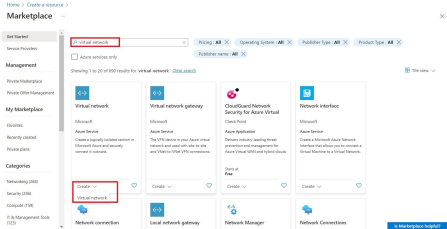 Home > Create a resource >
Marketplace ...
Get Started
Service Providers
Management
Private Marketplace
Private Offer Management
My Marketplace
Favorites
Recently created
Private plans
Categories
Networking (266)
Security (266)
Compute (158)
IT & Management Tools
(123)
virtual network
Pricing : All
Operating System : All
Publisher Type : All
Product Type : All
Publisher name : All
Azure services only
Showing 1 to 20 of 650 results for 'virtual network'. Clear search
Tile view
Virtual network
Microsoft
Azure Service
Create a logically isolated section in
Microsoft Azure and securely
connect it outward.
Create
Virtual network
Virtual network gateway
Microsoft
Azure Service
The VPN device in your Azure virtual
network and used with site-to-site
and VNet-to-VNet VPN connections.
Create
CloudGuard Network
Security for Azure Virtual
Check Point
Azure Application
Delivers industry-leading threat
prevention and management for
Azure Virtual WAN and hybrid clouds
Starts at
Free
Create
Network interface
Microsoft
Azure Service
Create a Microsoft Azure Network
Interface that allows you to connect a
Virtual Machine to a Virtual Network.
Create
Network connection
Local network gateway
Network Manager
Network Connections
Is Marketplace helpful?